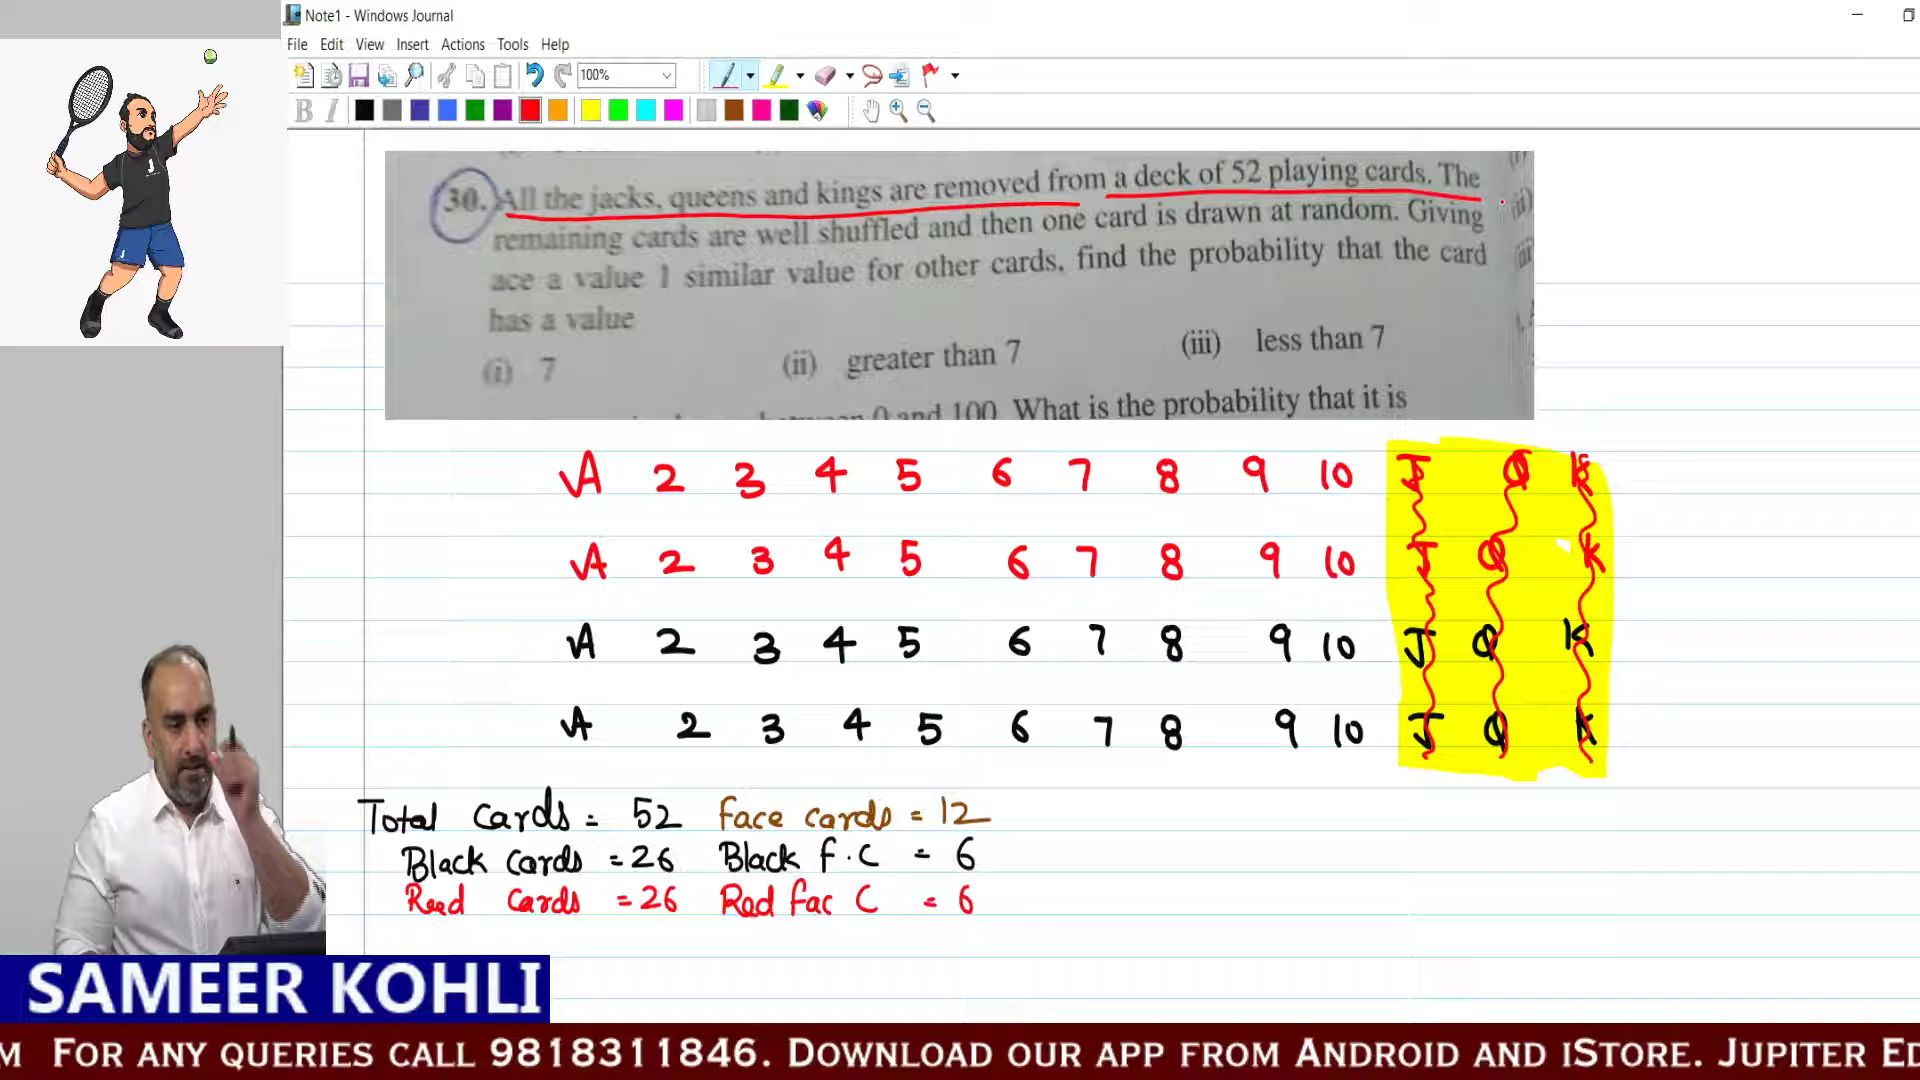 Note1 - Windows Journal
File Edit View Insert Actions Tools Help
100%
30. All the jacks, queens and kings are removed from a deck of 52 playing cards. The
remaining cards are well shuffled and then one card is drawn at random. Giving
ace a value 1 similar value for other cards, find the probability that the card
has a value
(i) 7 (ii) greater than 7 (iii) less than 7
0 and 100. What is the probability that it is
A 2 3 4 5 6 7 8 9 10 J Q K
A 2 3 4 5 6 7 8 9 10 J Q K
A 2 3 4 5 6 7 8 9 10 J Q K
A 2 3 4 5 6 7 8 9 10 J Q K
Total cards = 52 Face cards = 12
Black cards = 26 Black f.C = 6
Reed cards = 26 Red fac C = 6
SAMEER KOHLI
M FOR ANY QUERIES CALL 9818311846. DOWNLOAD OUR APP FROM ANDROID AND ISTORE. JUPITER ED